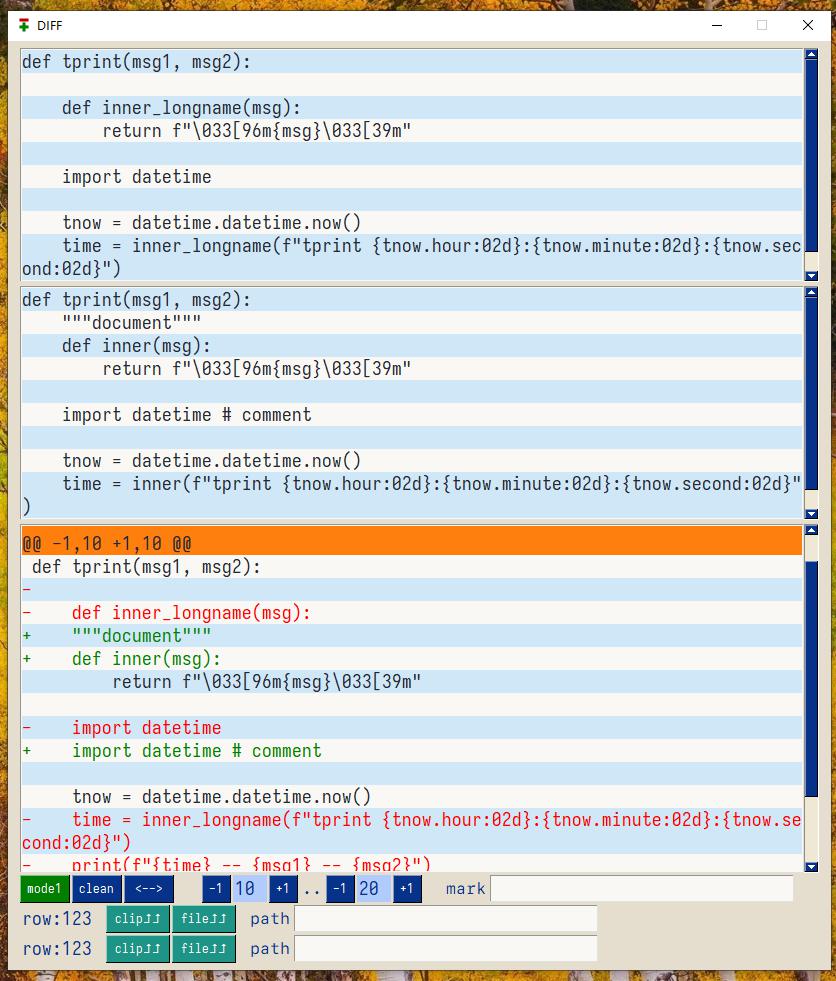 DIFF
def tprint(msg1, msg2):
    def inner_longname(msg):
        return f"\033[96m{msg}\033[39m"
    import datetime
    tnow = datetime.datetime.now()
    time = inner_longname(f"tprint {tnow.hour:02d}:{tnow.minute:02d}:{tnow.sec
ond:02d}")
def tprint(msg1, msg2):
    """document"""
    def inner(msg):
        return f"\033[96m{msg}\033[39m"
    import datetime # comment
    tnow = datetime.datetime.now()
    time = inner(f"tprint {tnow.hour:02d}:{tnow.minute:02d}:{tnow.second:02d}"
)
@@ -1,10 +1,10 @@
 def tprint(msg1, msg2):
-
-    def inner_longname(msg):
+    """document"""
+    def inner(msg):
         return f"\033[96m{msg}\033[39m"
-    import datetime
+    import datetime # comment
     tnow = datetime.datetime.now()
-    time = inner_longname(f"tprint {tnow.hour:02d}:{tnow.minute:02d}:{tnow.se
cond:02d}")
-    print(f"{time} -- {msg1} -- {msg2}")
mode1 clean <--> -1 10 +1 .. -1 20 +1 mark
row:123 clip⮥⮥ file⮥⮥ path
row:123 clip⮥⮥ file⮥⮥ path